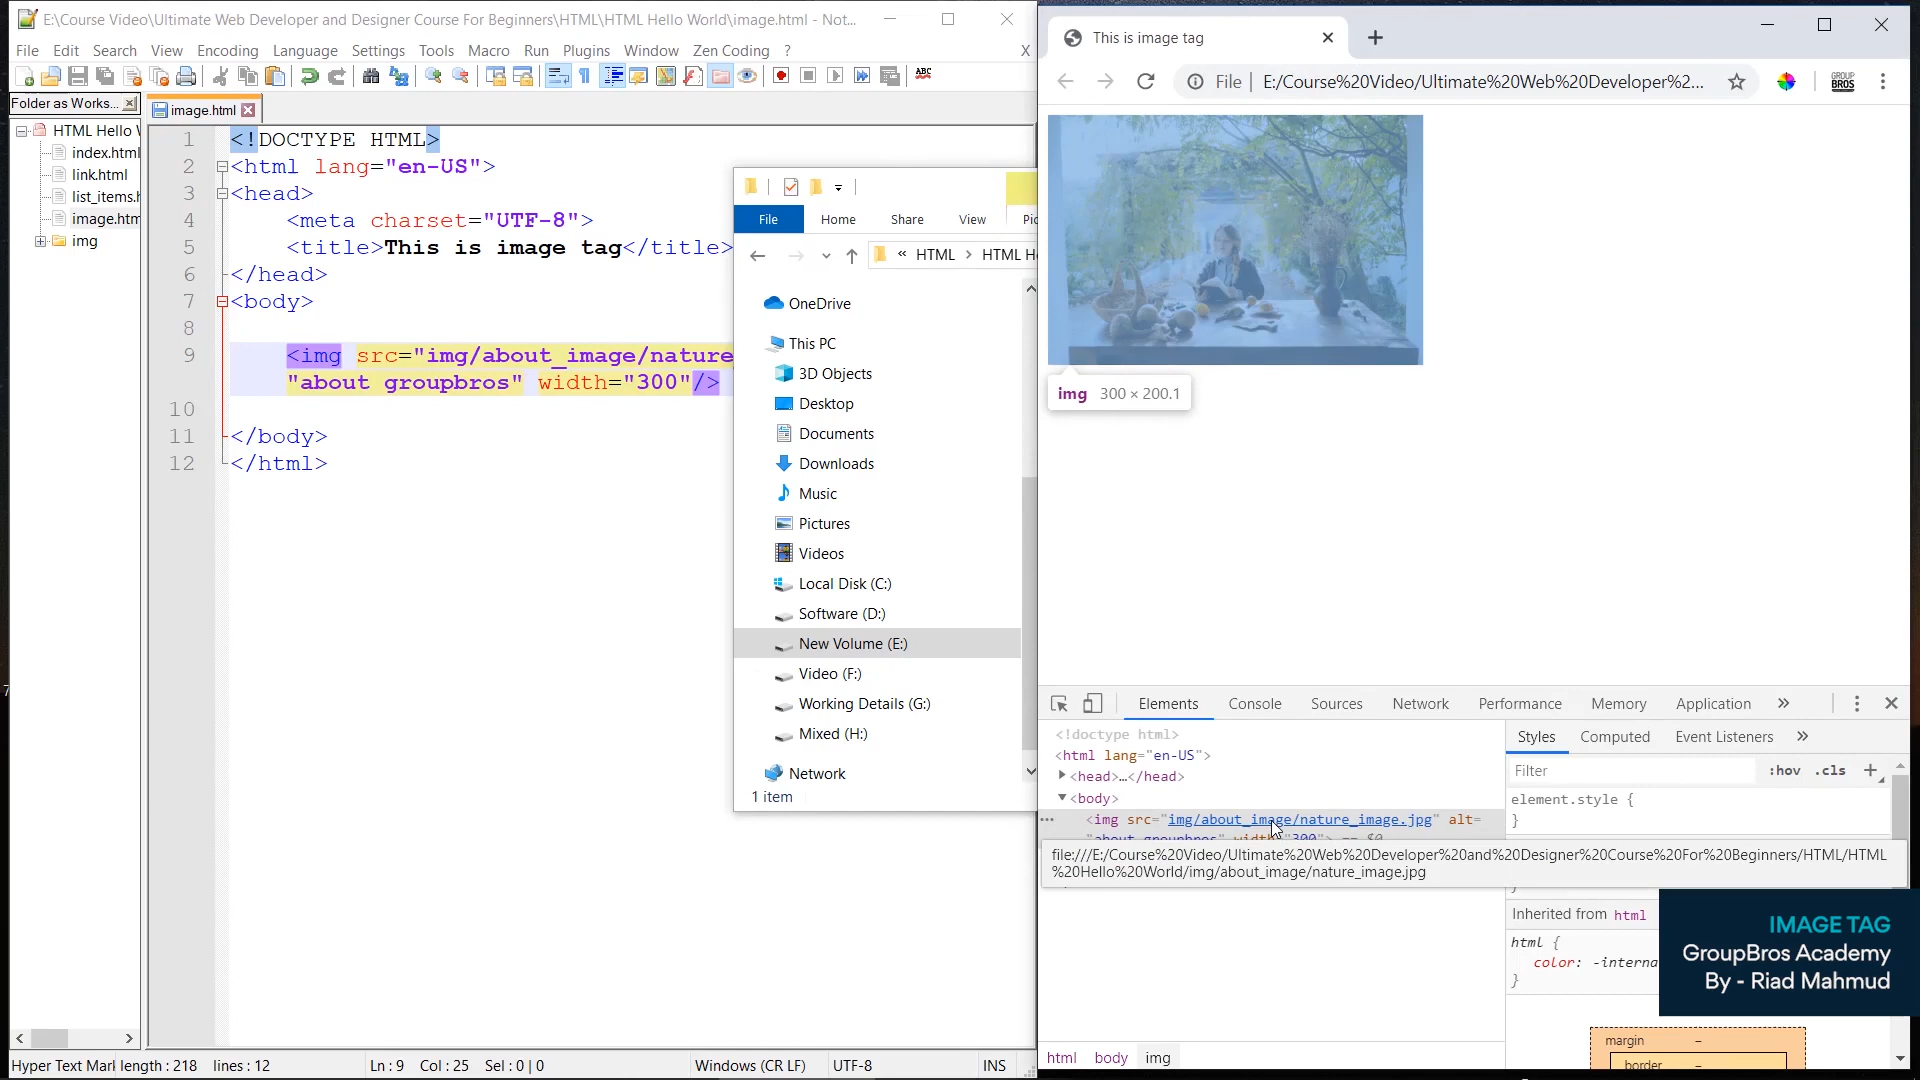 E:\Course Video\Ultimate Web Developer and Designer Course For Beginners\HTML\HTML Hello World\image.html - Not...
File Edit Search View Encoding Language Settings Tools Macro Run Plugins Window Zen Coding ? X
ABC
Folder as Works...
HTML Hello W
index.html
link.html
list_items.h
image.htm
img
image.html
1 <!DOCTYPE HTML>
2 <html lang="en-US">
3 <head>
4 <meta charset="UTF-8">
5 <title>This is image tag</title>
6 </head>
7 <body>
8
9 <img src="img/about_image/nature
"about groupbros" width="300"/>
10
11 </body>
12 </html>
Hyper Text Mar length : 218 lines : 12 Ln : 9 Col : 25 Sel : 0 | 0 Windows (CR LF) UTF-8 INS
File Home Share View Pic
« HTML > HTML He
OneDrive
This PC
3D Objects
Desktop
Documents
Downloads
Music
Pictures
Videos
Local Disk (C:)
Software (D:)
New Volume (E:)
Video (F:)
Working Details (G:)
Mixed (H:)
Network
1 item
This is image tag
File | E:/Course%20Video/Ultimate%20Web%20Developer%2...
GROUP
BROS
img 300 × 200.1
Elements Console Sources Network Performance Memory Application »
<!doctype html>
<html lang="en-US">
<head>…</head>
<body>
<img src="img/about_image/nature_image.jpg" alt=
"about groupbros" width="300"> == $0
file:///E:/Course%20Video/Ultimate%20Web%20Developer%20and%20Designer%20Course%20For%20Beginners/HTML/HTML
%20Hello%20World/img/about_image/nature_image.jpg
html body img
Styles Computed Event Listeners »
Filter :hov .cls +
element.style {
}
}
Inherited from html
html {
color: -interna
}
margin –
border –
IMAGE TAG
GroupBros Academy
By - Riad Mahmud